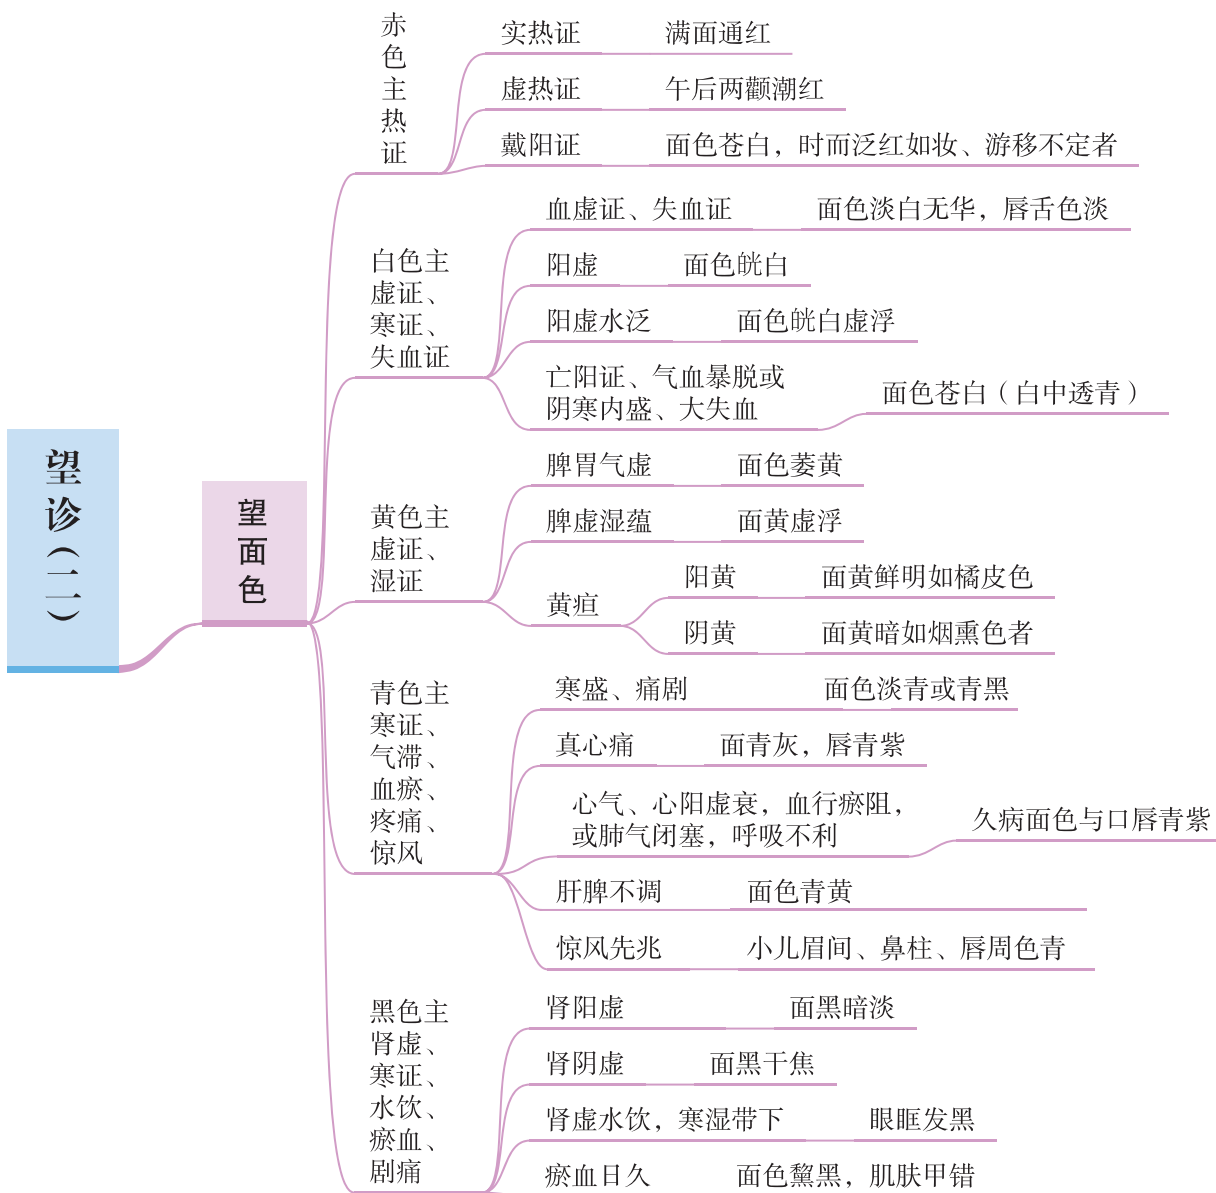 望诊（二）
望面色
赤色主热证
实热证
满面通红
虚热证
午后两颧潮红
戴阳证
面色苍白，时而泛红如妆、游移不定者
白色主
虚证、
寒证、
失血证
血虚证、失血证
面色淡白无华，唇舌色淡
阳虚
面色㿠白
阳虚水泛
面色㿠白虚浮
亡阳证、气血暴脱或
阴寒内盛、大失血
面色苍白（白中透青）
黄色主
虚证、
湿证
脾胃气虚
面色萎黄
脾虚湿蕴
面黄虚浮
黄疸
阳黄
面黄鲜明如橘皮色
阴黄
面黄暗如烟熏色者
青色主
寒证、
气滞、
血瘀、
疼痛、
惊风
寒盛、痛剧
面色淡青或青黑
真心痛
面青灰，唇青紫
心气、心阳虚衰，血行瘀阻，
或肺气闭塞，呼吸不利
久病面色与口唇青紫
肝脾不调
面色青黄
惊风先兆
小儿眉间、鼻柱、唇周色青
黑色主
肾虚、
寒证、
水饮、
瘀血、
剧痛
肾阳虚
面黑暗淡
肾阴虚
面黑干焦
肾虚水饮，寒湿带下
眼眶发黑
瘀血日久
面色黧黑，肌肤甲错